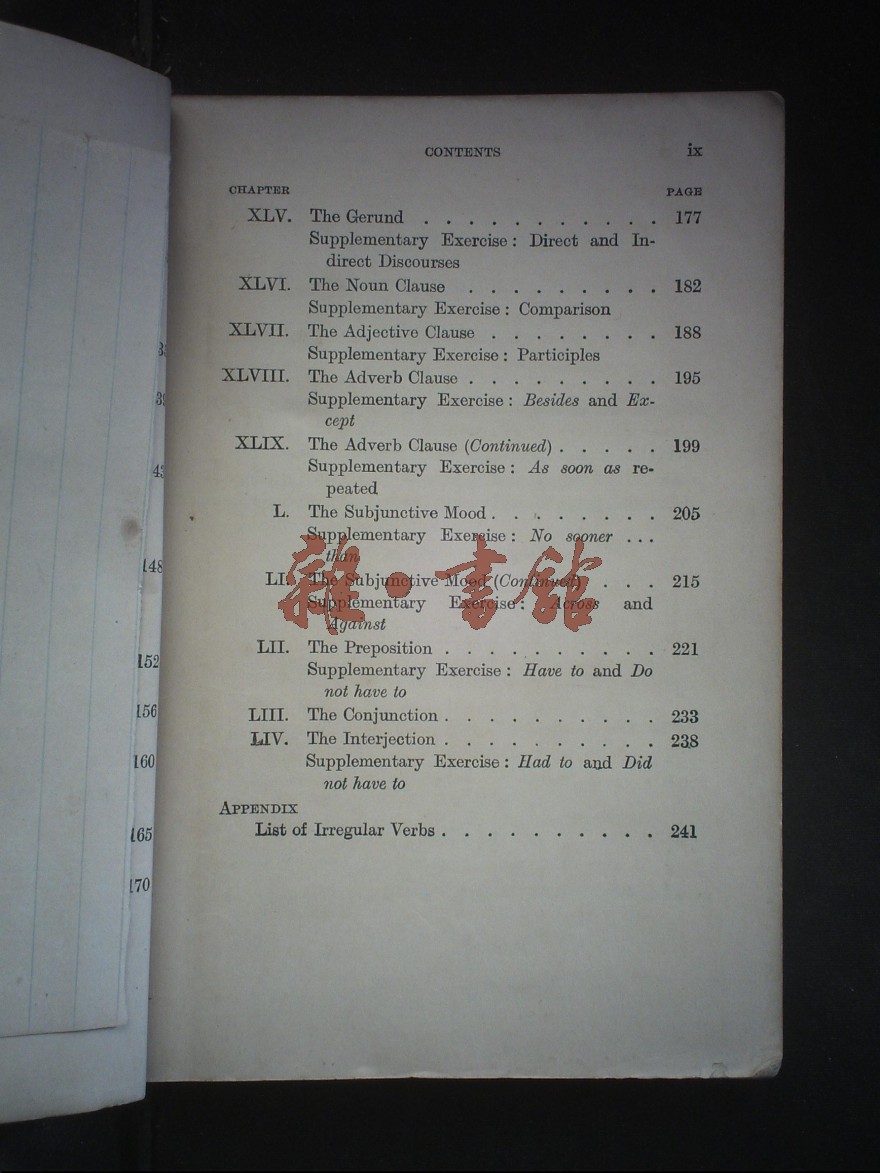 CONTENTS ix
CHAPTER PAGE
XLV. The Gerund . . . . . . . . . . . 177
Supplementary Exercise : Direct and In-
direct Discourses
XLVI. The Noun Clause . . . . . . . . . 182
Supplementary Exercise : Comparison
XLVII. The Adjective Clause . . . . . . . . 188
Supplementary Exercise : Participles
XLVIII. The Adverb Clause . . . . . . . . . 195
Supplementary Exercise : Besides and Ex-
cept
XLIX. The Adverb Clause (Continued) . . . . . 199
Supplementary Exercise : As soon as re-
peated
L. The Subjunctive Mood . . . . . . . . 205
Supplementary Exercise : No sooner ...
than
LI. The Subjunctive Mood (Continued) . . . 215
Supplementary Exercise : Across and
Against
LII. The Preposition . . . . . . . . . . 221
Supplementary Exercise : Have to and Do
not have to
LIII. The Conjunction . . . . . . . . . . 233
LIV. The Interjection . . . . . . . . . . 238
Supplementary Exercise : Had to and Did
not have to
APPENDIX
List of Irregular Verbs . . . . . . . . . . 241
雜·書館
148
152
156
160
165
170